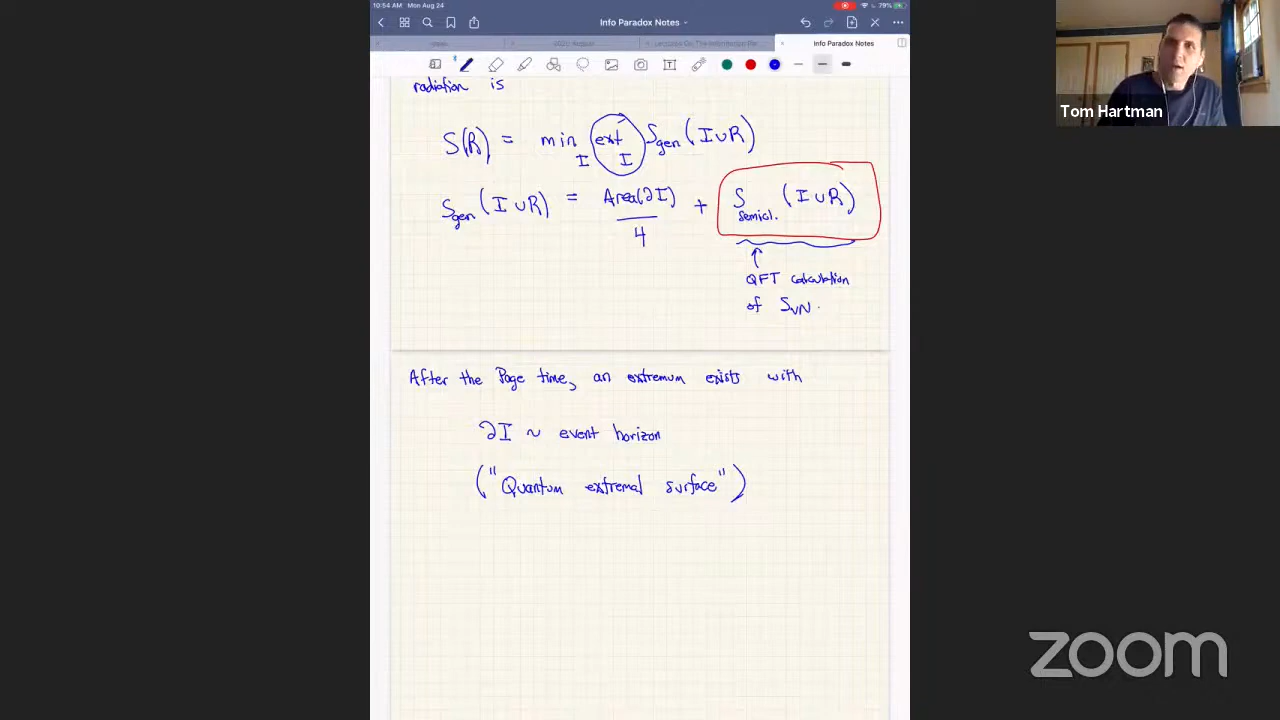 10:54 AM Mon Aug 24
79%
Info Paradox Notes
Info Paradox Notes
Tom Hartman
radiation is
S(R) = min ext S_gen (I∪R)
I I
S_gen (I∪R) = Area(∂I) / 4 + S_semicl. (I∪R)
QFT calculation
of S_VN.
After the Page time, an extremum exists with
∂I ~ event horizon
("Quantum extremal surface")
zoom